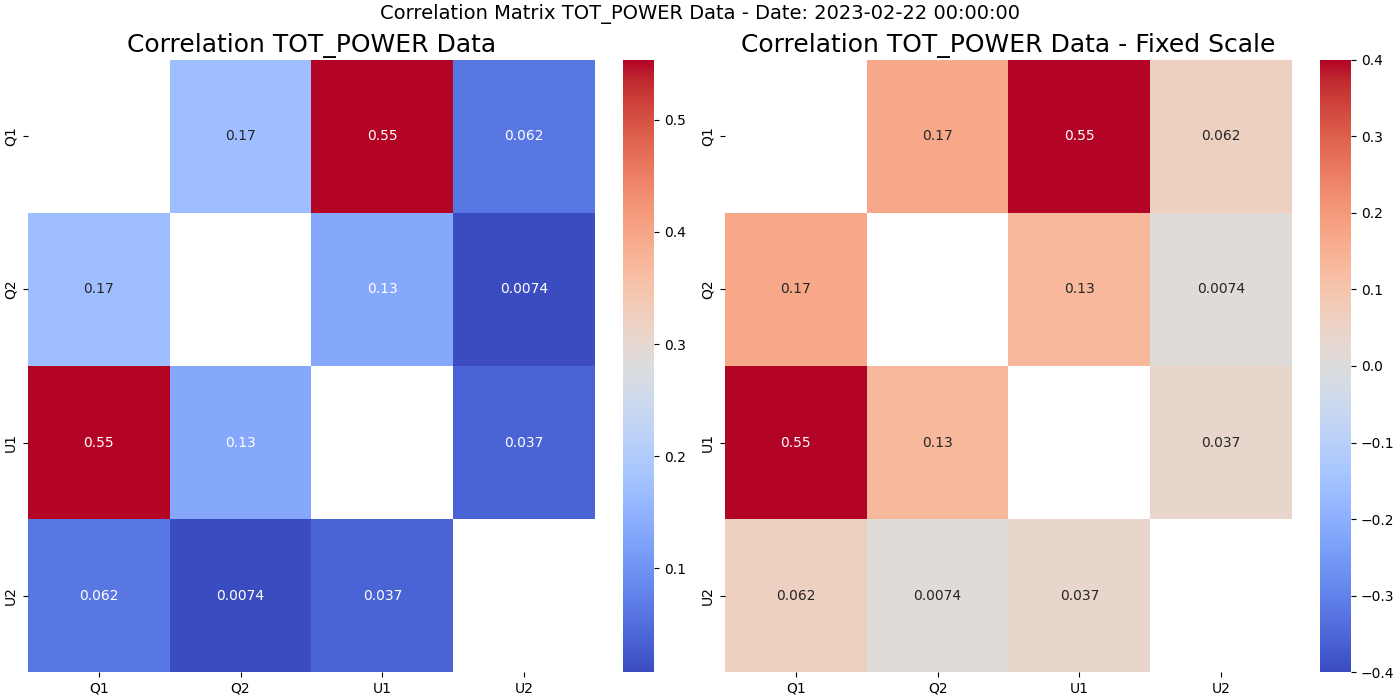 Correlation Matrix TOT_POWER Data - Date: 2023-02-22 00:00:00
Correlation TOT_POWER Data
Q1
0.17
0.55
0.062
Q2
0.17
0.13
0.0074
U1
0.55
0.13
0.037
U2
0.062
0.0074
0.037
Q1
Q2
U1
U2
0.5
0.4
0.3
0.2
0.1
Correlation TOT_POWER Data - Fixed Scale
Q1
0.17
0.55
0.062
Q2
0.17
0.13
0.0074
U1
0.55
0.13
0.037
U2
0.062
0.0074
0.037
Q1
Q2
U1
U2
0.4
0.3
0.2
0.1
0.0
−0.1
−0.2
−0.3
−0.4